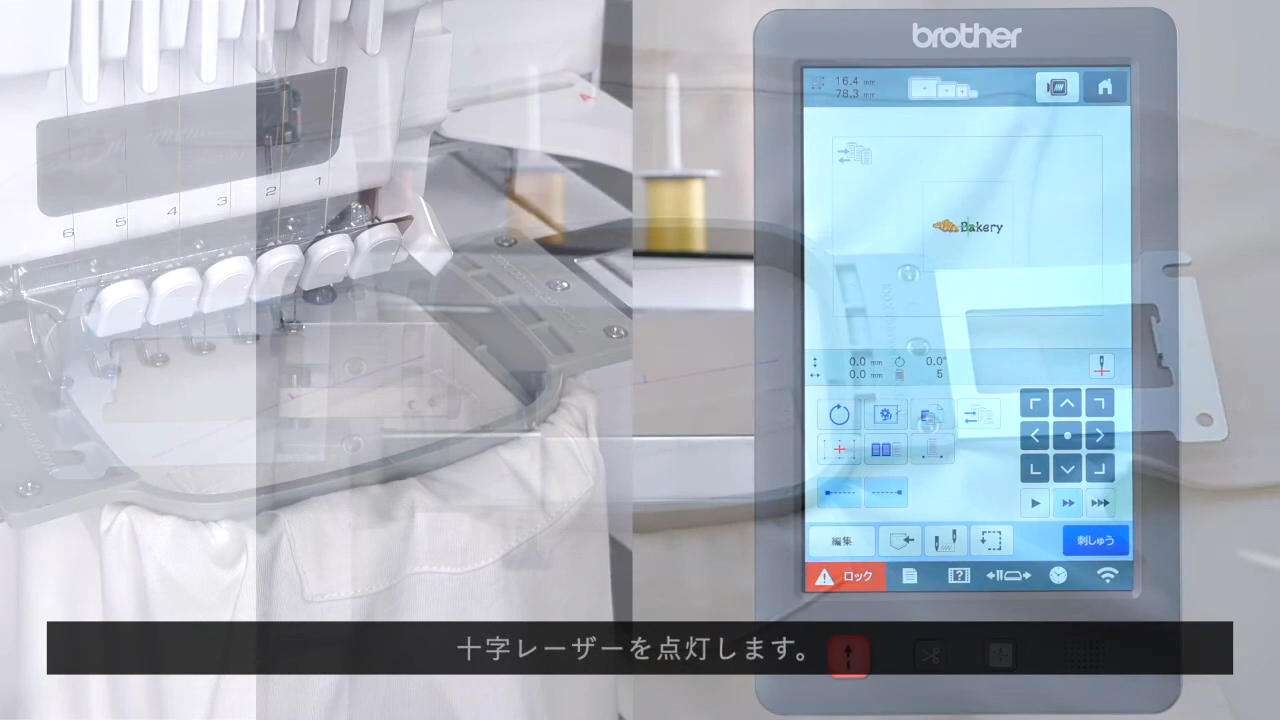 brother
16.4 mm
78.3 mm
A
1
2
3
4
5
6
Bakery
0.0 mm
0.0°
0.0 mm
5
編集
刺しゅう
ロック
十字レーザーを点灯します。